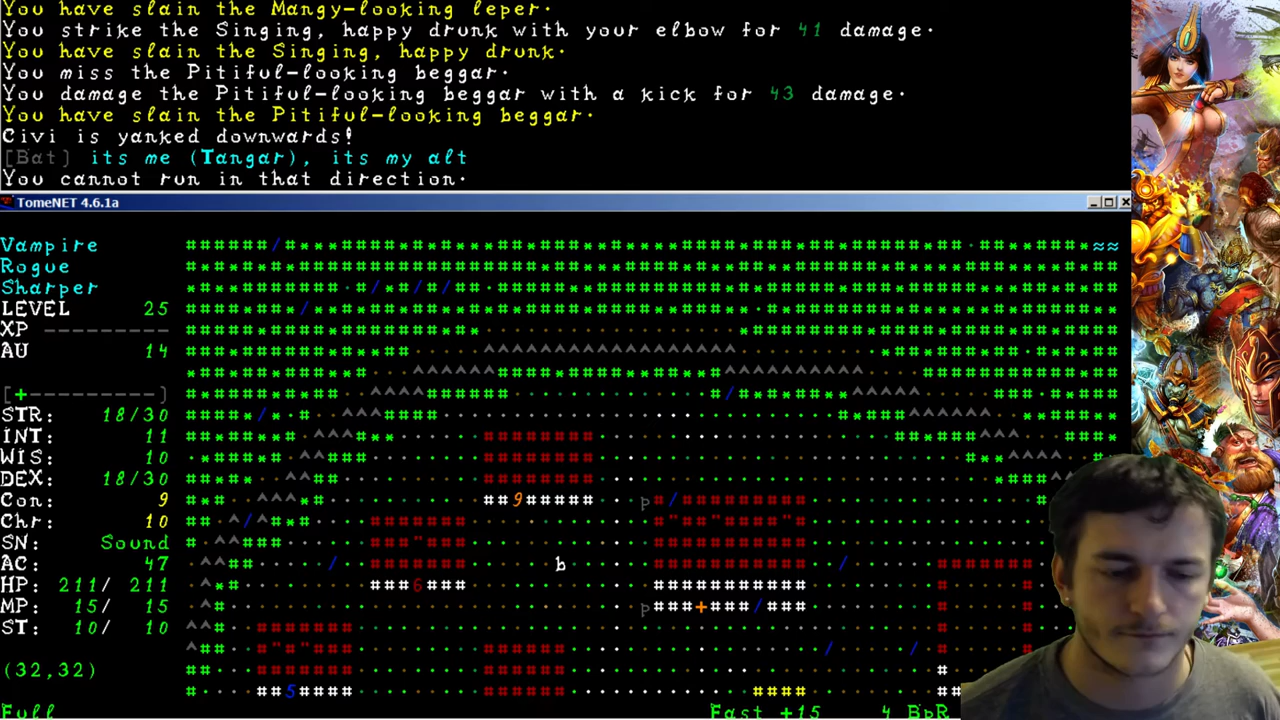 You have slain the Mangy-looking leper.
You strike the Singing, happy drunk with your elbow for 41 damage.
You have slain the Singing, happy drunk.
You miss the Pitiful-looking beggar.
You damage the Pitiful-looking beggar with a kick for 43 damage.
You have slain the Pitiful-looking beggar.
Civi is yanked downwards!
[Bat] its me (Tangar), its my alt
You cannot run in that direction.
TomeNET 4.6.1a
Vampire
Rogue
Sharper
LEVEL 25
XP ---------
AU 14
[+----------]
STR: 18/30
INT: 11
WIS: 10
DEX: 18/30
Con: 9
Chr: 10
SN: Sound
AC: 47
HP: 211/ 211
MP: 15/ 15
ST: 10/ 10
(32,32)
Full Fast +15 4 BpR
9
p
b
6
p
5